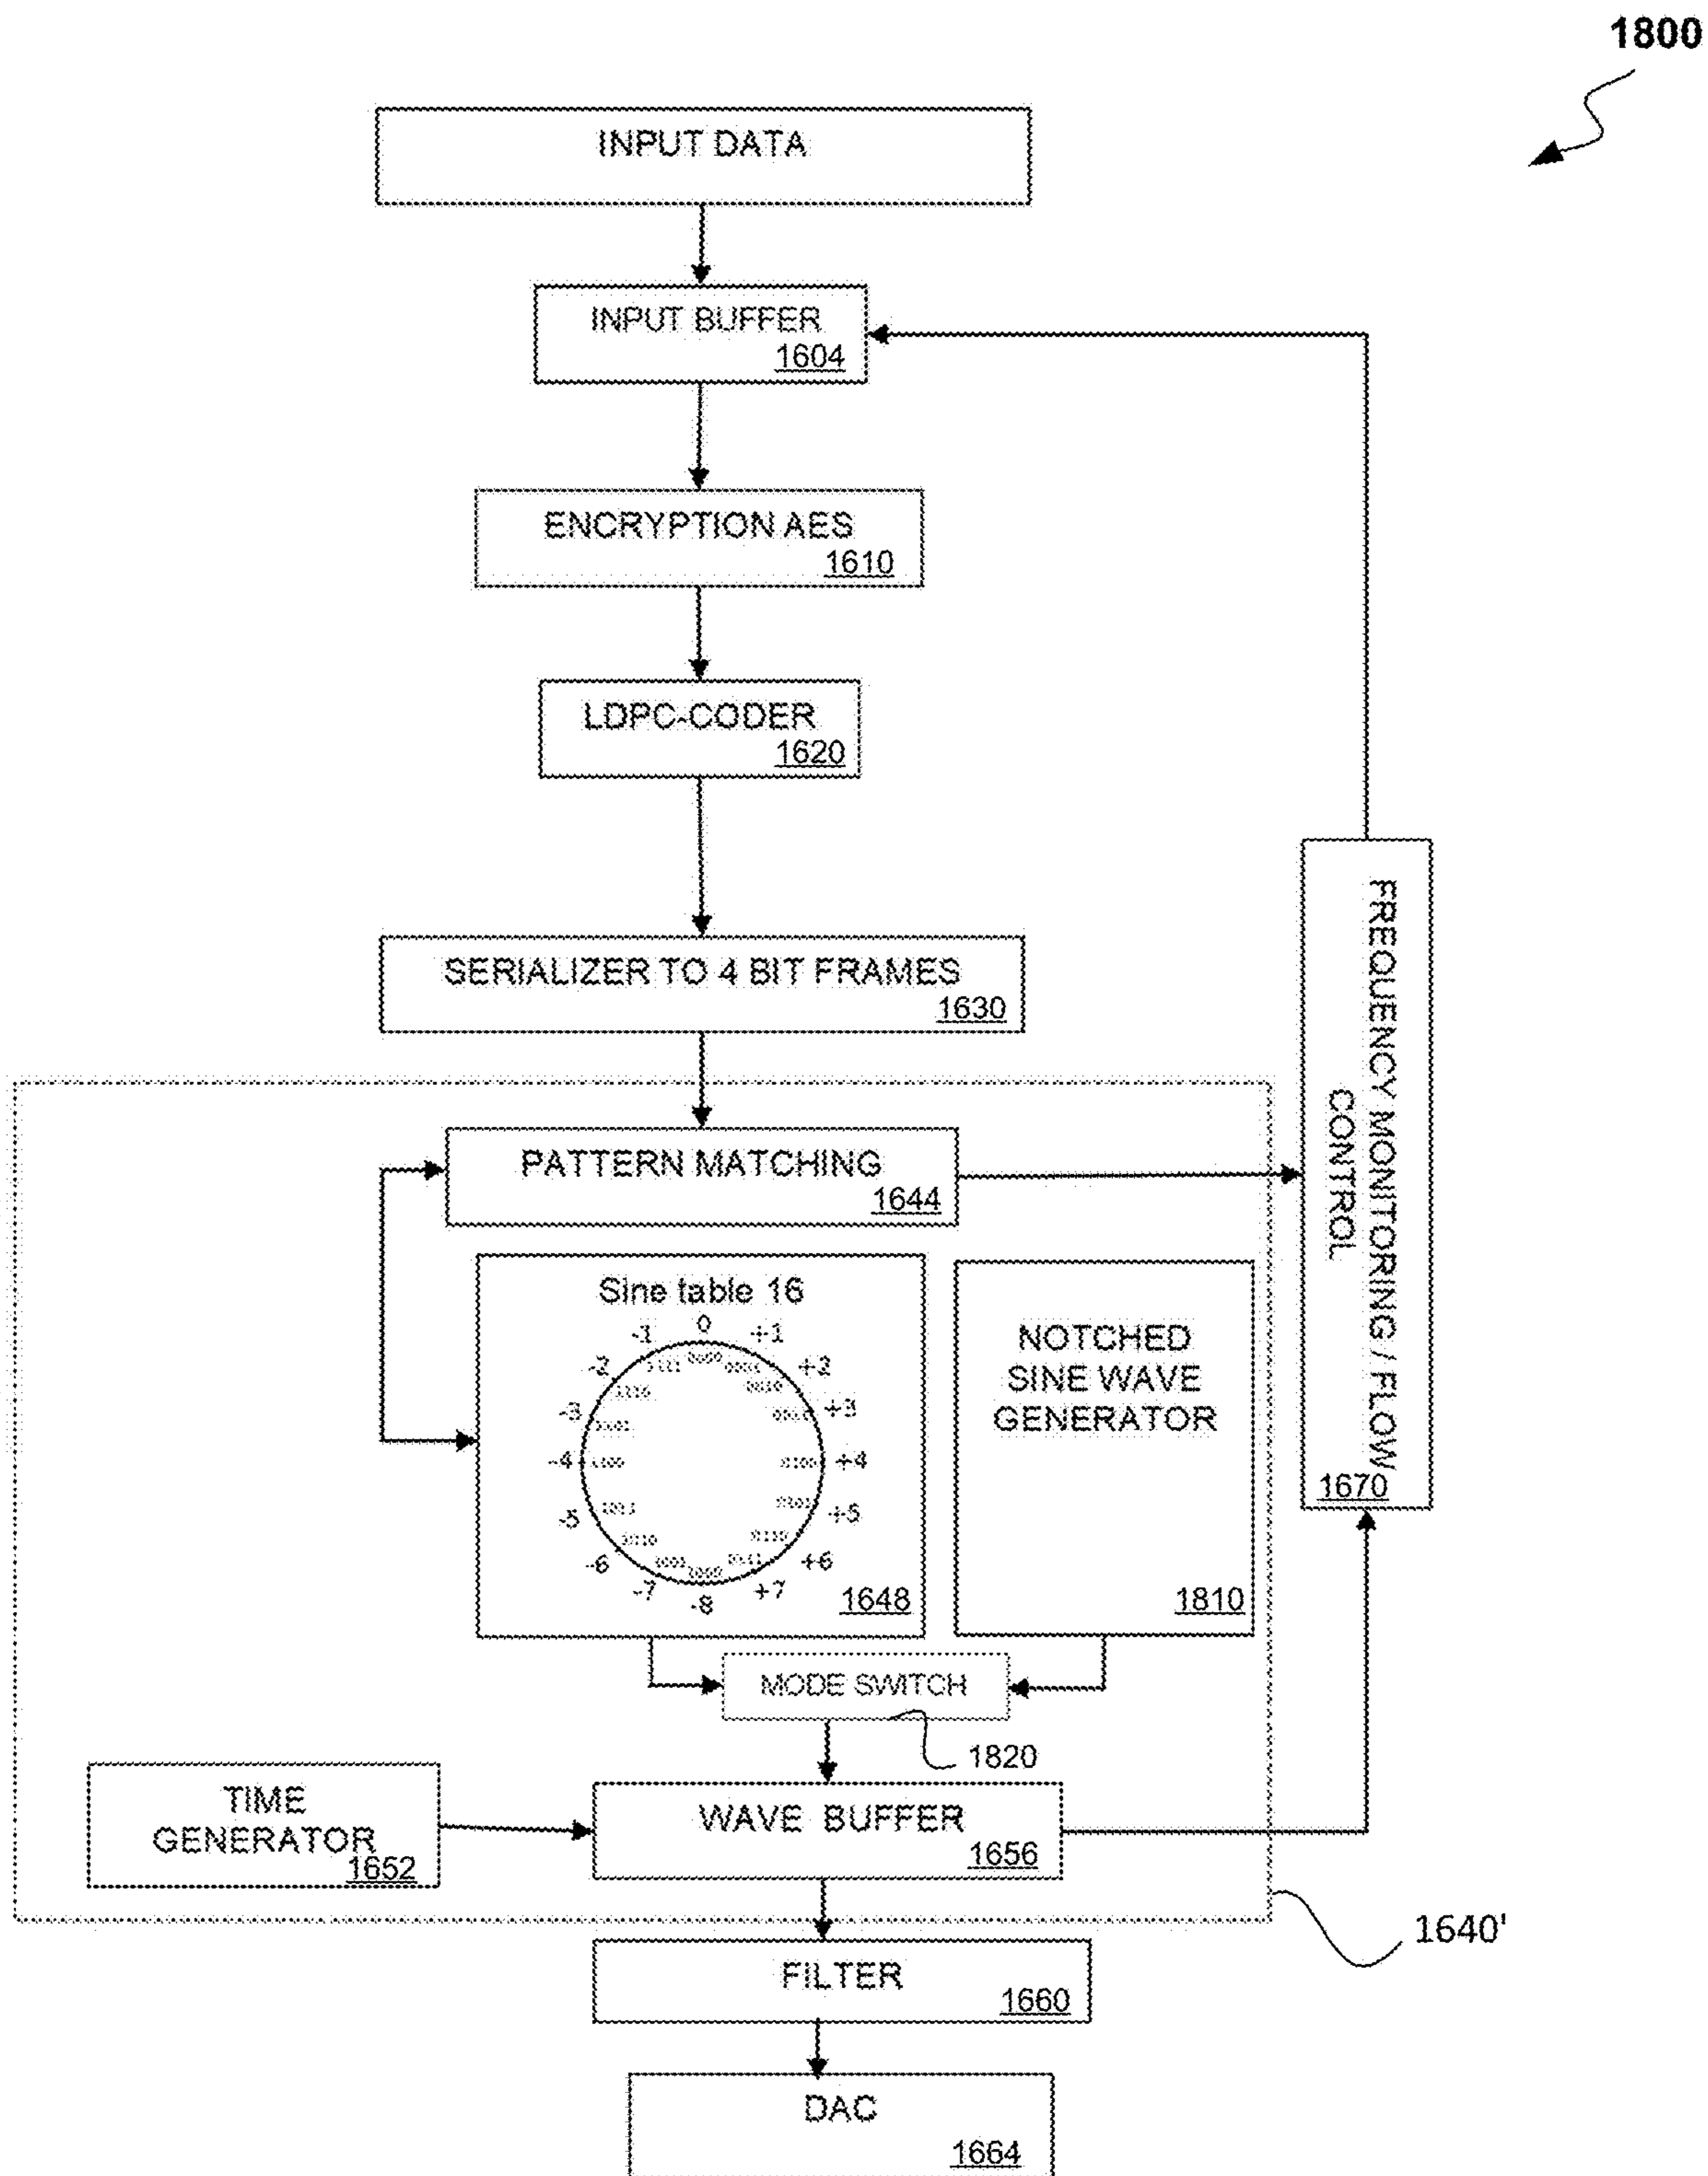 1800
INPUT DATA
INPUT BUFFER
1604
ENCRYPTION AES
1610
LDPC-CODER
1620
SERIALIZER TO 4 BIT FRAMES
1630
PATTERN MATCHING
1644
FREQUENCY MONITORING / FLOW
CONTROL
1670
Sine table 16
0
+1
+2
+3
+4
+5
+6
+7
-8
-7
-6
-5
-4
-3
-2
-1
0000
0010
1648
NOTCHED
SINE WAVE
GENERATOR
1810
MODE SWITCH
1820
TIME
GENERATOR
1652
WAVE BUFFER
1656
1640'
FILTER
1660
DAC
1664